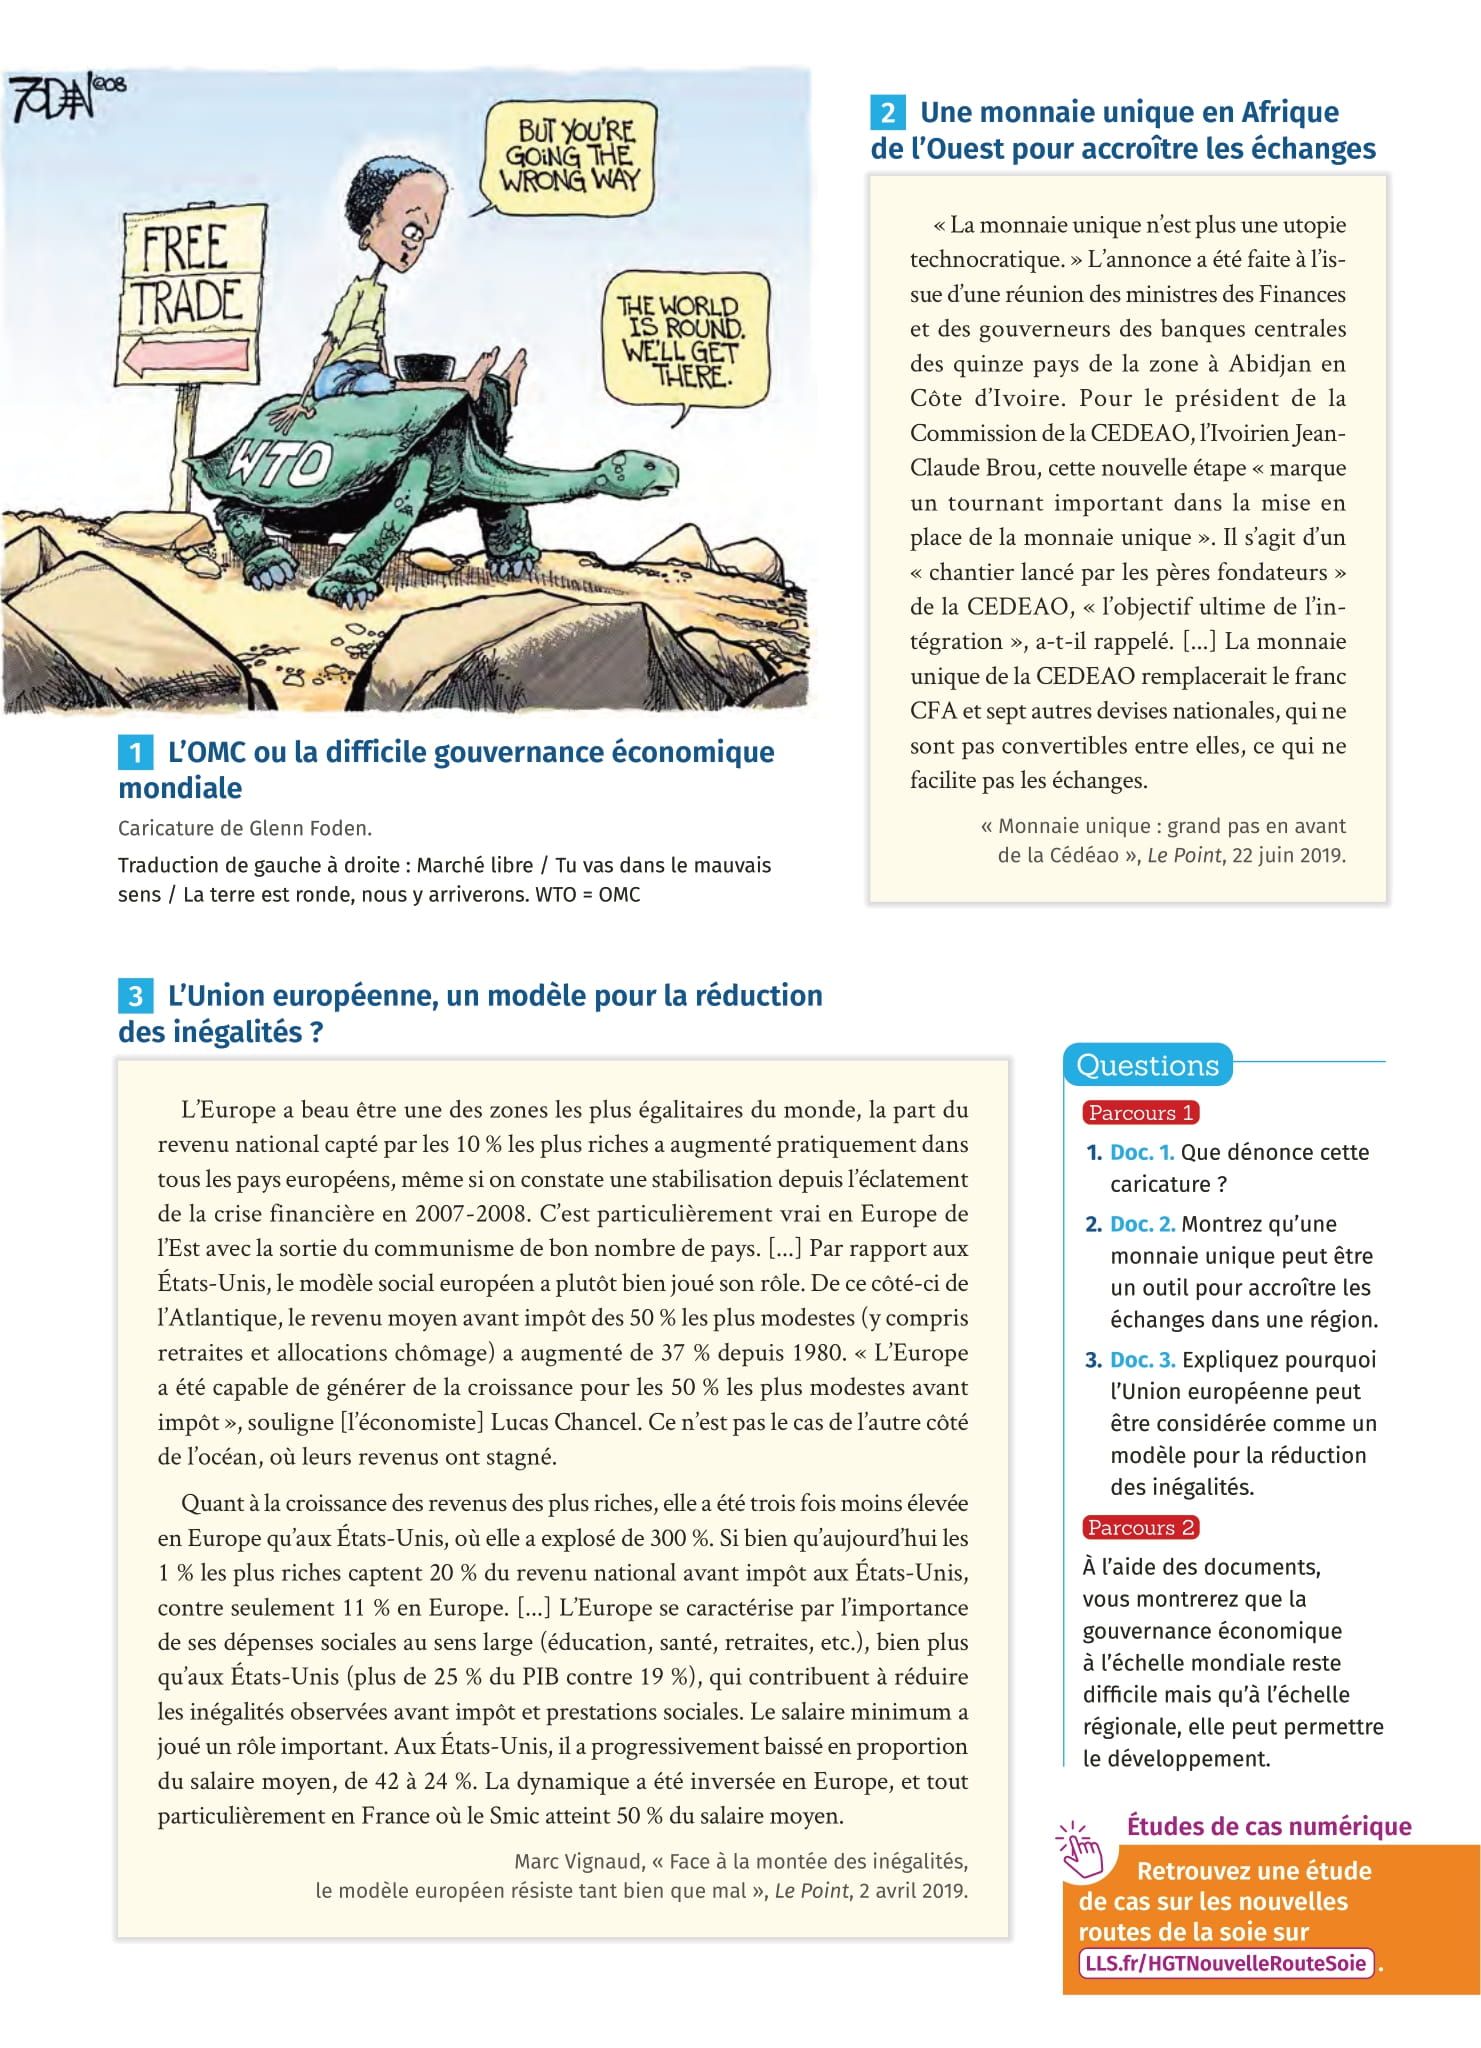 FODEN ©08
BUT YOU'RE
GOING THE
WRONG WAY
FREE
TRADE
THE WORLD
IS ROUND.
WE'LL GET
THERE.
WTO
1 L'OMC ou la difficile gouvernance économique
mondiale
Caricature de Glenn Foden.
Traduction de gauche à droite : Marché libre / Tu vas dans le mauvais
sens / La terre est ronde, nous y arriverons. WTO = OMC
2 Une monnaie unique en Afrique
de l'Ouest pour accroître les échanges
« La monnaie unique n'est plus une utopie
technocratique. » L'annonce a été faite à l'is-
sue d'une réunion des ministres des Finances
et des gouverneurs des banques centrales
des quinze pays de la zone à Abidjan en
Côte d'Ivoire. Pour le président de la
Commission de la CEDEAO, l'Ivoirien Jean-
Claude Brou, cette nouvelle étape « marque
un tournant important dans la mise en
place de la monnaie unique ». Il s'agit d'un
« chantier lancé par les pères fondateurs »
de la CEDEAO, « l'objectif ultime de l'in-
tégration », a-t-il rappelé. [...] La monnaie
unique de la CEDEAO remplacerait le franc
CFA et sept autres devises nationales, qui ne
sont pas convertibles entre elles, ce qui ne
facilite pas les échanges.
« Monnaie unique : grand pas en avant
de la Cédéao », Le Point, 22 juin 2019.
3 L'Union européenne, un modèle pour la réduction
des inégalités ?
L'Europe a beau être une des zones les plus égalitaires du monde, la part du
revenu national capté par les 10 % les plus riches a augmenté pratiquement dans
tous les pays européens, même si on constate une stabilisation depuis l'éclatement
de la crise financière en 2007-2008. C'est particulièrement vrai en Europe de
l'Est avec la sortie du communisme de bon nombre de pays. [...] Par rapport aux
États-Unis, le modèle social européen a plutôt bien joué son rôle. De ce côté-ci de
l'Atlantique, le revenu moyen avant impôt des 50 % les plus modestes (y compris
retraites et allocations chômage) a augmenté de 37 % depuis 1980. « L'Europe
a été capable de générer de la croissance pour les 50 % les plus modestes avant
impôt », souligne [l'économiste] Lucas Chancel. Ce n'est pas le cas de l'autre côté
de l'océan, où leurs revenus ont stagné.
Quant à la croissance des revenus des plus riches, elle a été trois fois moins élevée
en Europe qu'aux États-Unis, où elle a explosé de 300 %. Si bien qu'aujourd'hui les
1 % les plus riches captent 20 % du revenu national avant impôt aux États-Unis,
contre seulement 11 % en Europe. [...] L'Europe se caractérise par l'importance
de ses dépenses sociales au sens large (éducation, santé, retraites, etc.), bien plus
qu'aux États-Unis (plus de 25 % du PIB contre 19 %), qui contribuent à réduire
les inégalités observées avant impôt et prestations sociales. Le salaire minimum a
joué un rôle important. Aux États-Unis, il a progressivement baissé en proportion
du salaire moyen, de 42 à 24 %. La dynamique a été inversée en Europe, et tout
particulièrement en France où le Smic atteint 50 % du salaire moyen.
Marc Vignaud, « Face à la montée des inégalités,
le modèle européen résiste tant bien que mal », Le Point, 2 avril 2019.
Questions
Parcours 1
1. Doc. 1. Que dénonce cette
caricature ?
2. Doc. 2. Montrez qu'une
monnaie unique peut être
un outil pour accroître les
échanges dans une région.
3. Doc. 3. Expliquez pourquoi
l'Union européenne peut
être considérée comme un
modèle pour la réduction
des inégalités.
Parcours 2
À l'aide des documents,
vous montrerez que la
gouvernance économique
à l'échelle mondiale reste
difficile mais qu'à l'échelle
régionale, elle peut permettre
le développement.
Études de cas numérique
Retrouvez une étude
de cas sur les nouvelles
routes de la soie sur
LLS.fr/HGTNouvelleRouteSoie .